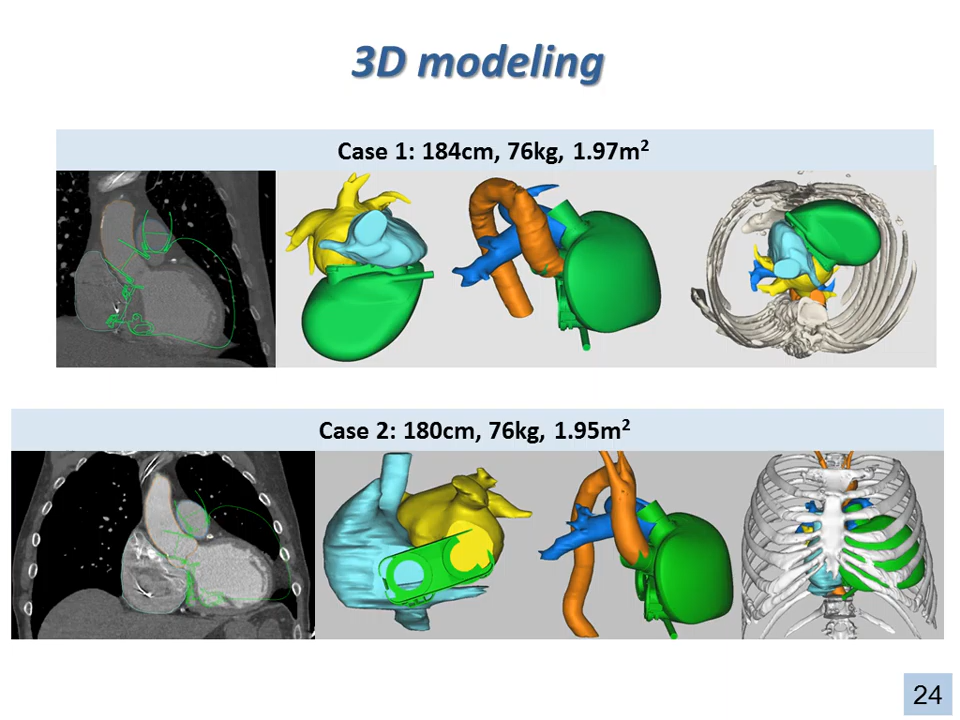 3D modeling
Case 1: 184cm, 76kg, 1.97m²
Case 2: 180cm, 76kg, 1.95m²
24